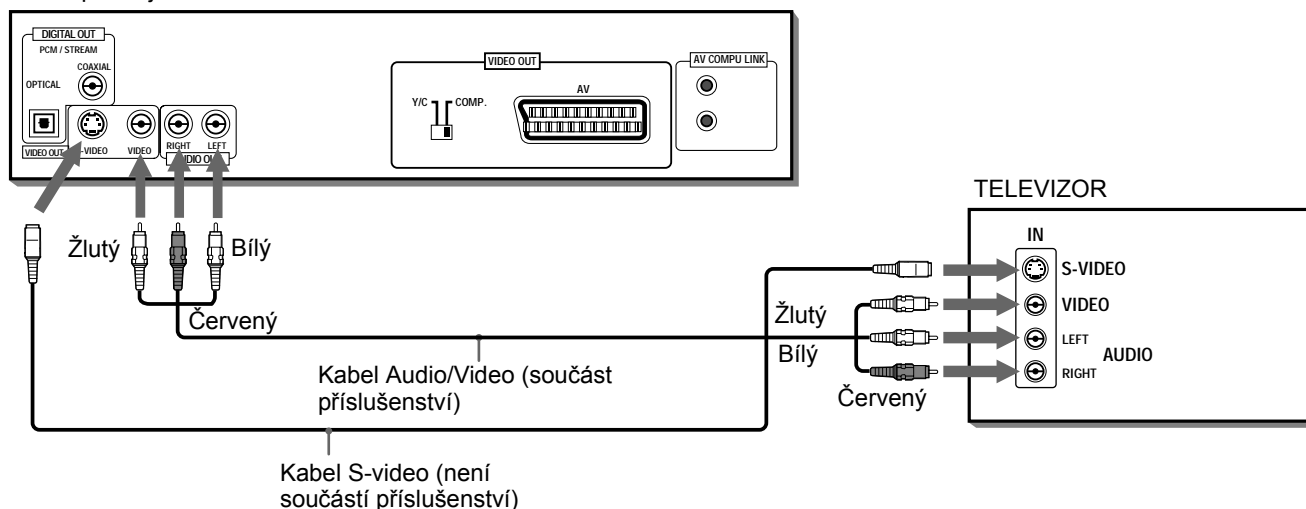 DIGITAL OUT
PCM / STREAM
COAXIAL
OPTICAL
VIDEO OUT
-VIDEO
VIDEO
RIGHT
LEFT
VIDEO OUT
Y/C
COMP.
AV
AV COMPU LINK
Žlutý
Bílý
Červený
Kabel Audio/Video (součást
příslušenství)
Kabel S-video (není
součástí příslušenství)
TELEVIZOR
IN
S-VIDEO
VIDEO
LEFT
AUDIO
RIGHT
Žlutý
Bílý
Červený